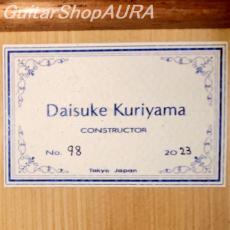 GuitarShopAURA
Daisuke Kuriyama
CONSTRUCTOR
No. 98 2023
Tokyo Japan